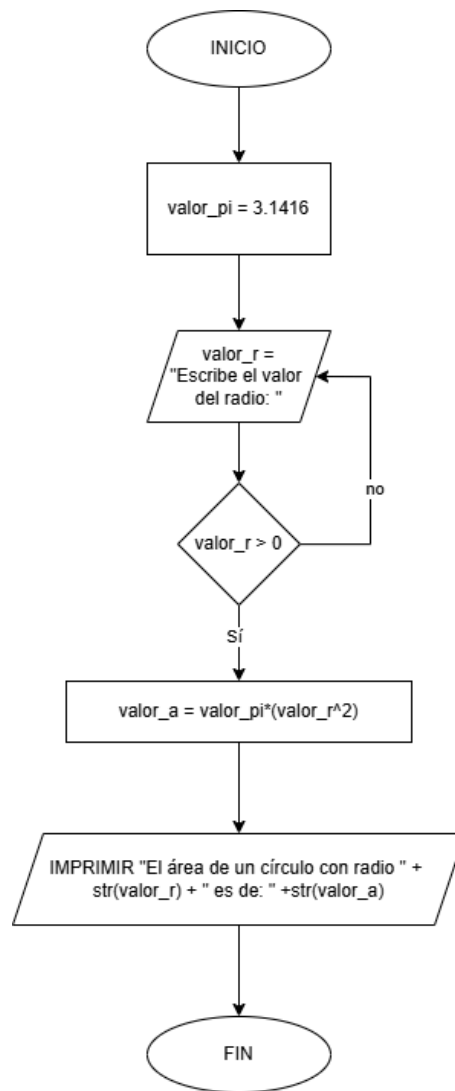 INICIO
valor_pi = 3.1416
valor_r =
"Escribe el valor
del radio: "
no
valor_r > 0
Sí
valor_a = valor_pi*(valor_r^2)
IMPRIMIR "El área de un círculo con radio " +
str(valor_r) + " es de: " +str(valor_a)
FIN